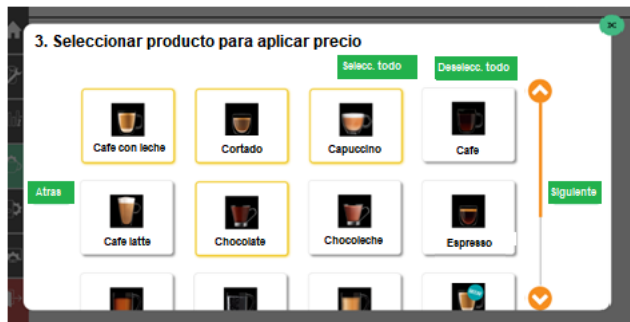 3. Seleccionar producto para aplicar precio
Selecc. todo
Deselecc. todo
Cafe con leche
Cortado
Capuccino
Cafe
Atras
Siguiente
Cafe latte
Chocolate
Chocoleche
Espresso